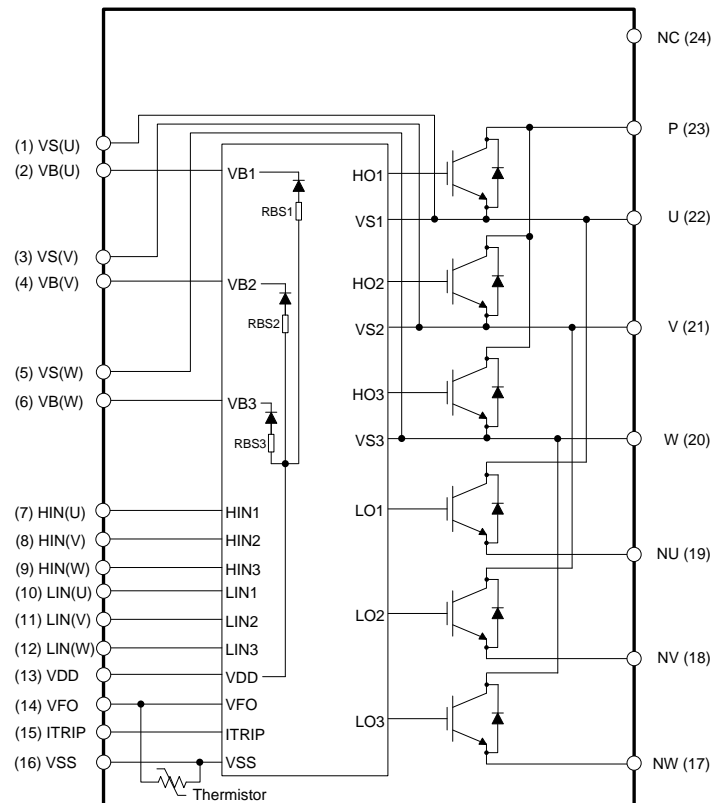 NC (24)
(1) VS(U)
(2) VB(U)
(3) VS(V)
(4) VB(V)
(5) VS(W)
(6) VB(W)
(7) HIN(U)
(8) HIN(V)
(9) HIN(W)
(10) LIN(U)
(11) LIN(V)
(12) LIN(W)
(13) VDD
(14) VFO
(15) ITRIP
(16) VSS
Thermistor
VB1
RBS1
VB2
RBS2
VB3
RBS3
HIN1
HIN2
HIN3
LIN1
LIN2
LIN3
VDD
VFO
ITRIP
VSS
HO1
VS1
HO2
VS2
HO3
VS3
LO1
LO2
LO3
P (23)
U (22)
V (21)
W (20)
NU (19)
NV (18)
NW (17)